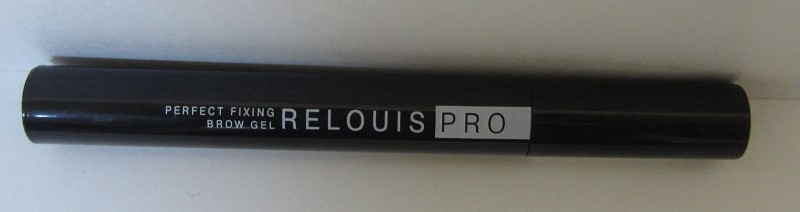 PERFECT FIXING
BROW GEL
RELOUIS PRO